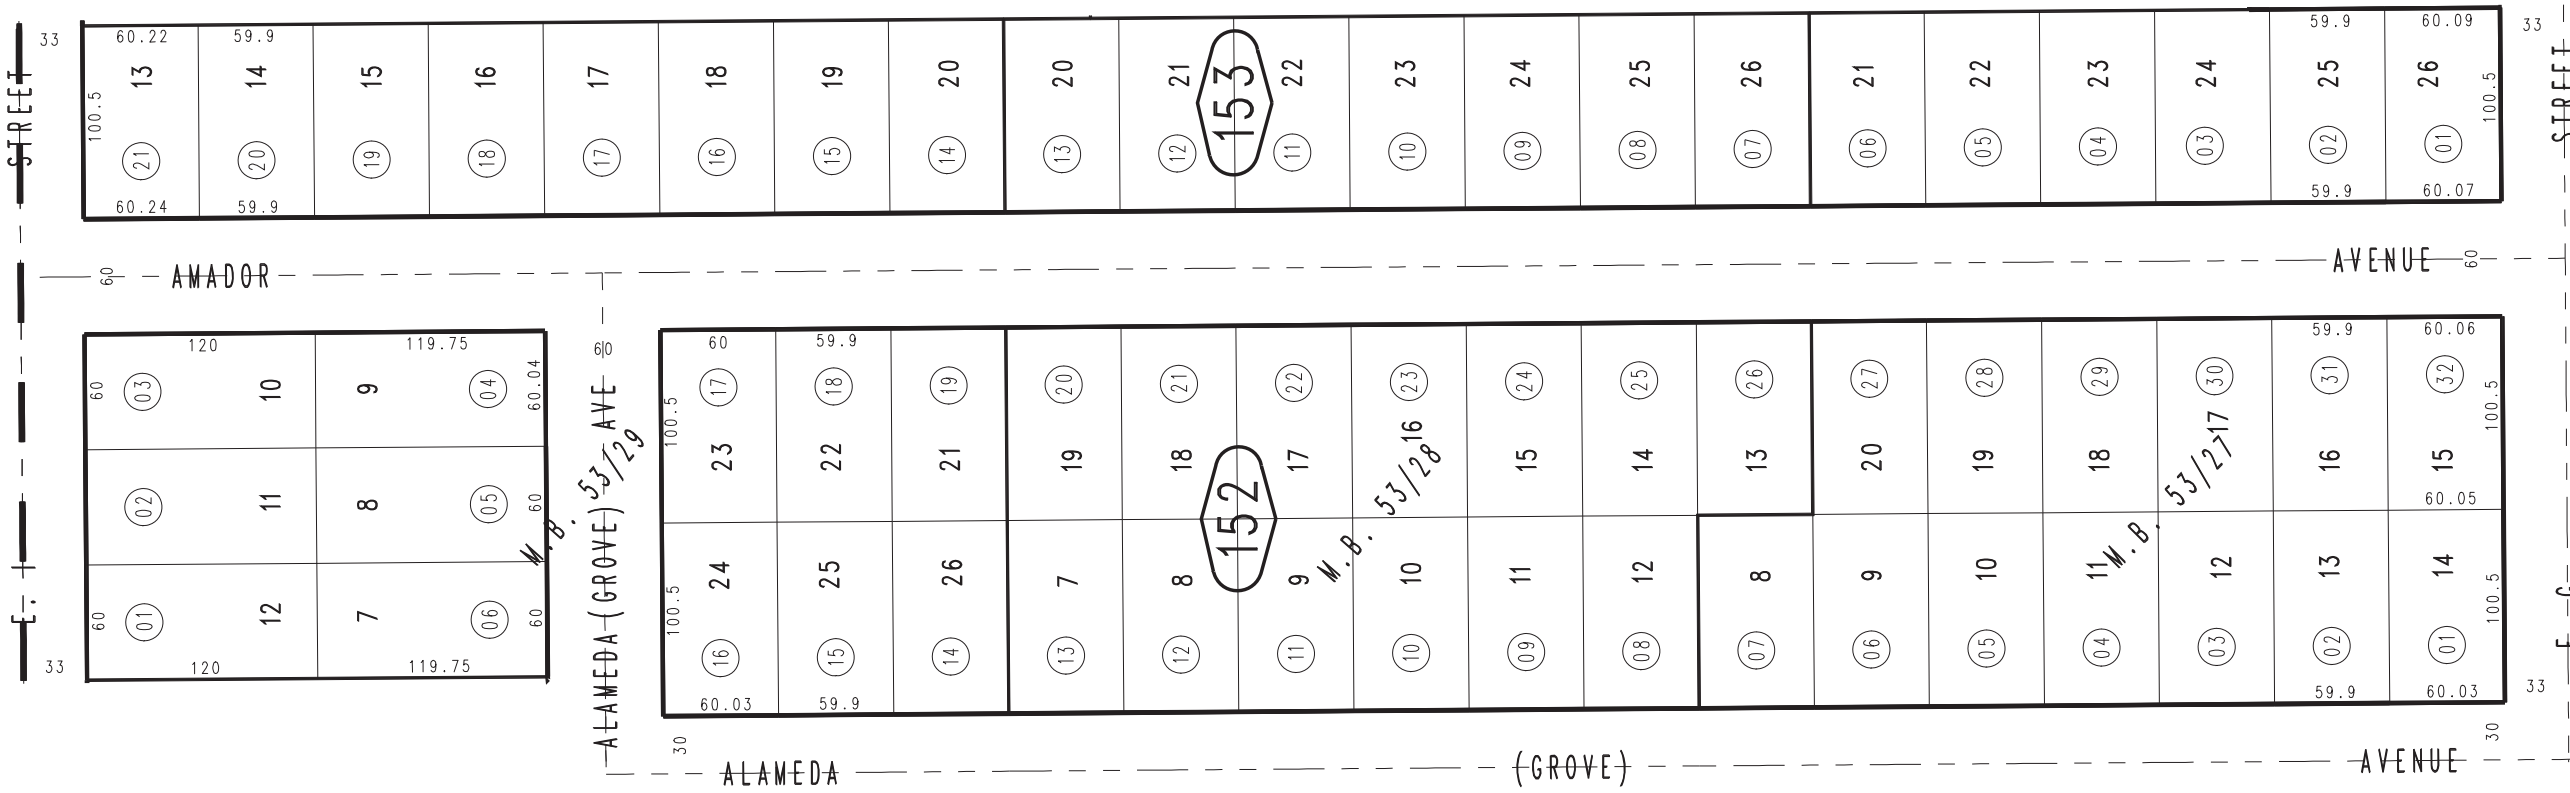 33 60.22 59.9 59.9 60.09 33
STREET 100.5 13 14 15 16 17 18 19 20 20 21 153 22 23 24 25 26 21 22 23 24 25 26 100.5 STREET
21 20 19 18 17 16 15 14 13 12 11 10 09 08 07 06 05 04 03 02 01
60.24 59.9 59.9 60.07
60 AMADOR AVENUE 60
120 119.75 60 60 59.9 59.9 60.06
60 03 10 9 04 60.04 17 18 19 20 21 22 23 24 25 26 27 28 29 30 31 32
100.5 23 22 21 19 18 17 16 15 14 13 20 19 18 17 16 15 100.5
60.05
02 11 8 05 60
M.B. 53/29 152 M.B. 53/28 M.B. 53/27
100.5 24 25 26 7 8 9 10 11 12 8 9 10 11 12 13 14 100.5
60 01 12 7 06 60
16 15 14 13 12 11 10 09 08 07 06 05 04 03 02 01
33 120 119.75 60.03 59.9 59.9 60.03 33
E. I
ALAMEDA (GROVE) AVE
E. G
30 30
ALAMEDA (GROVE) AVENUE